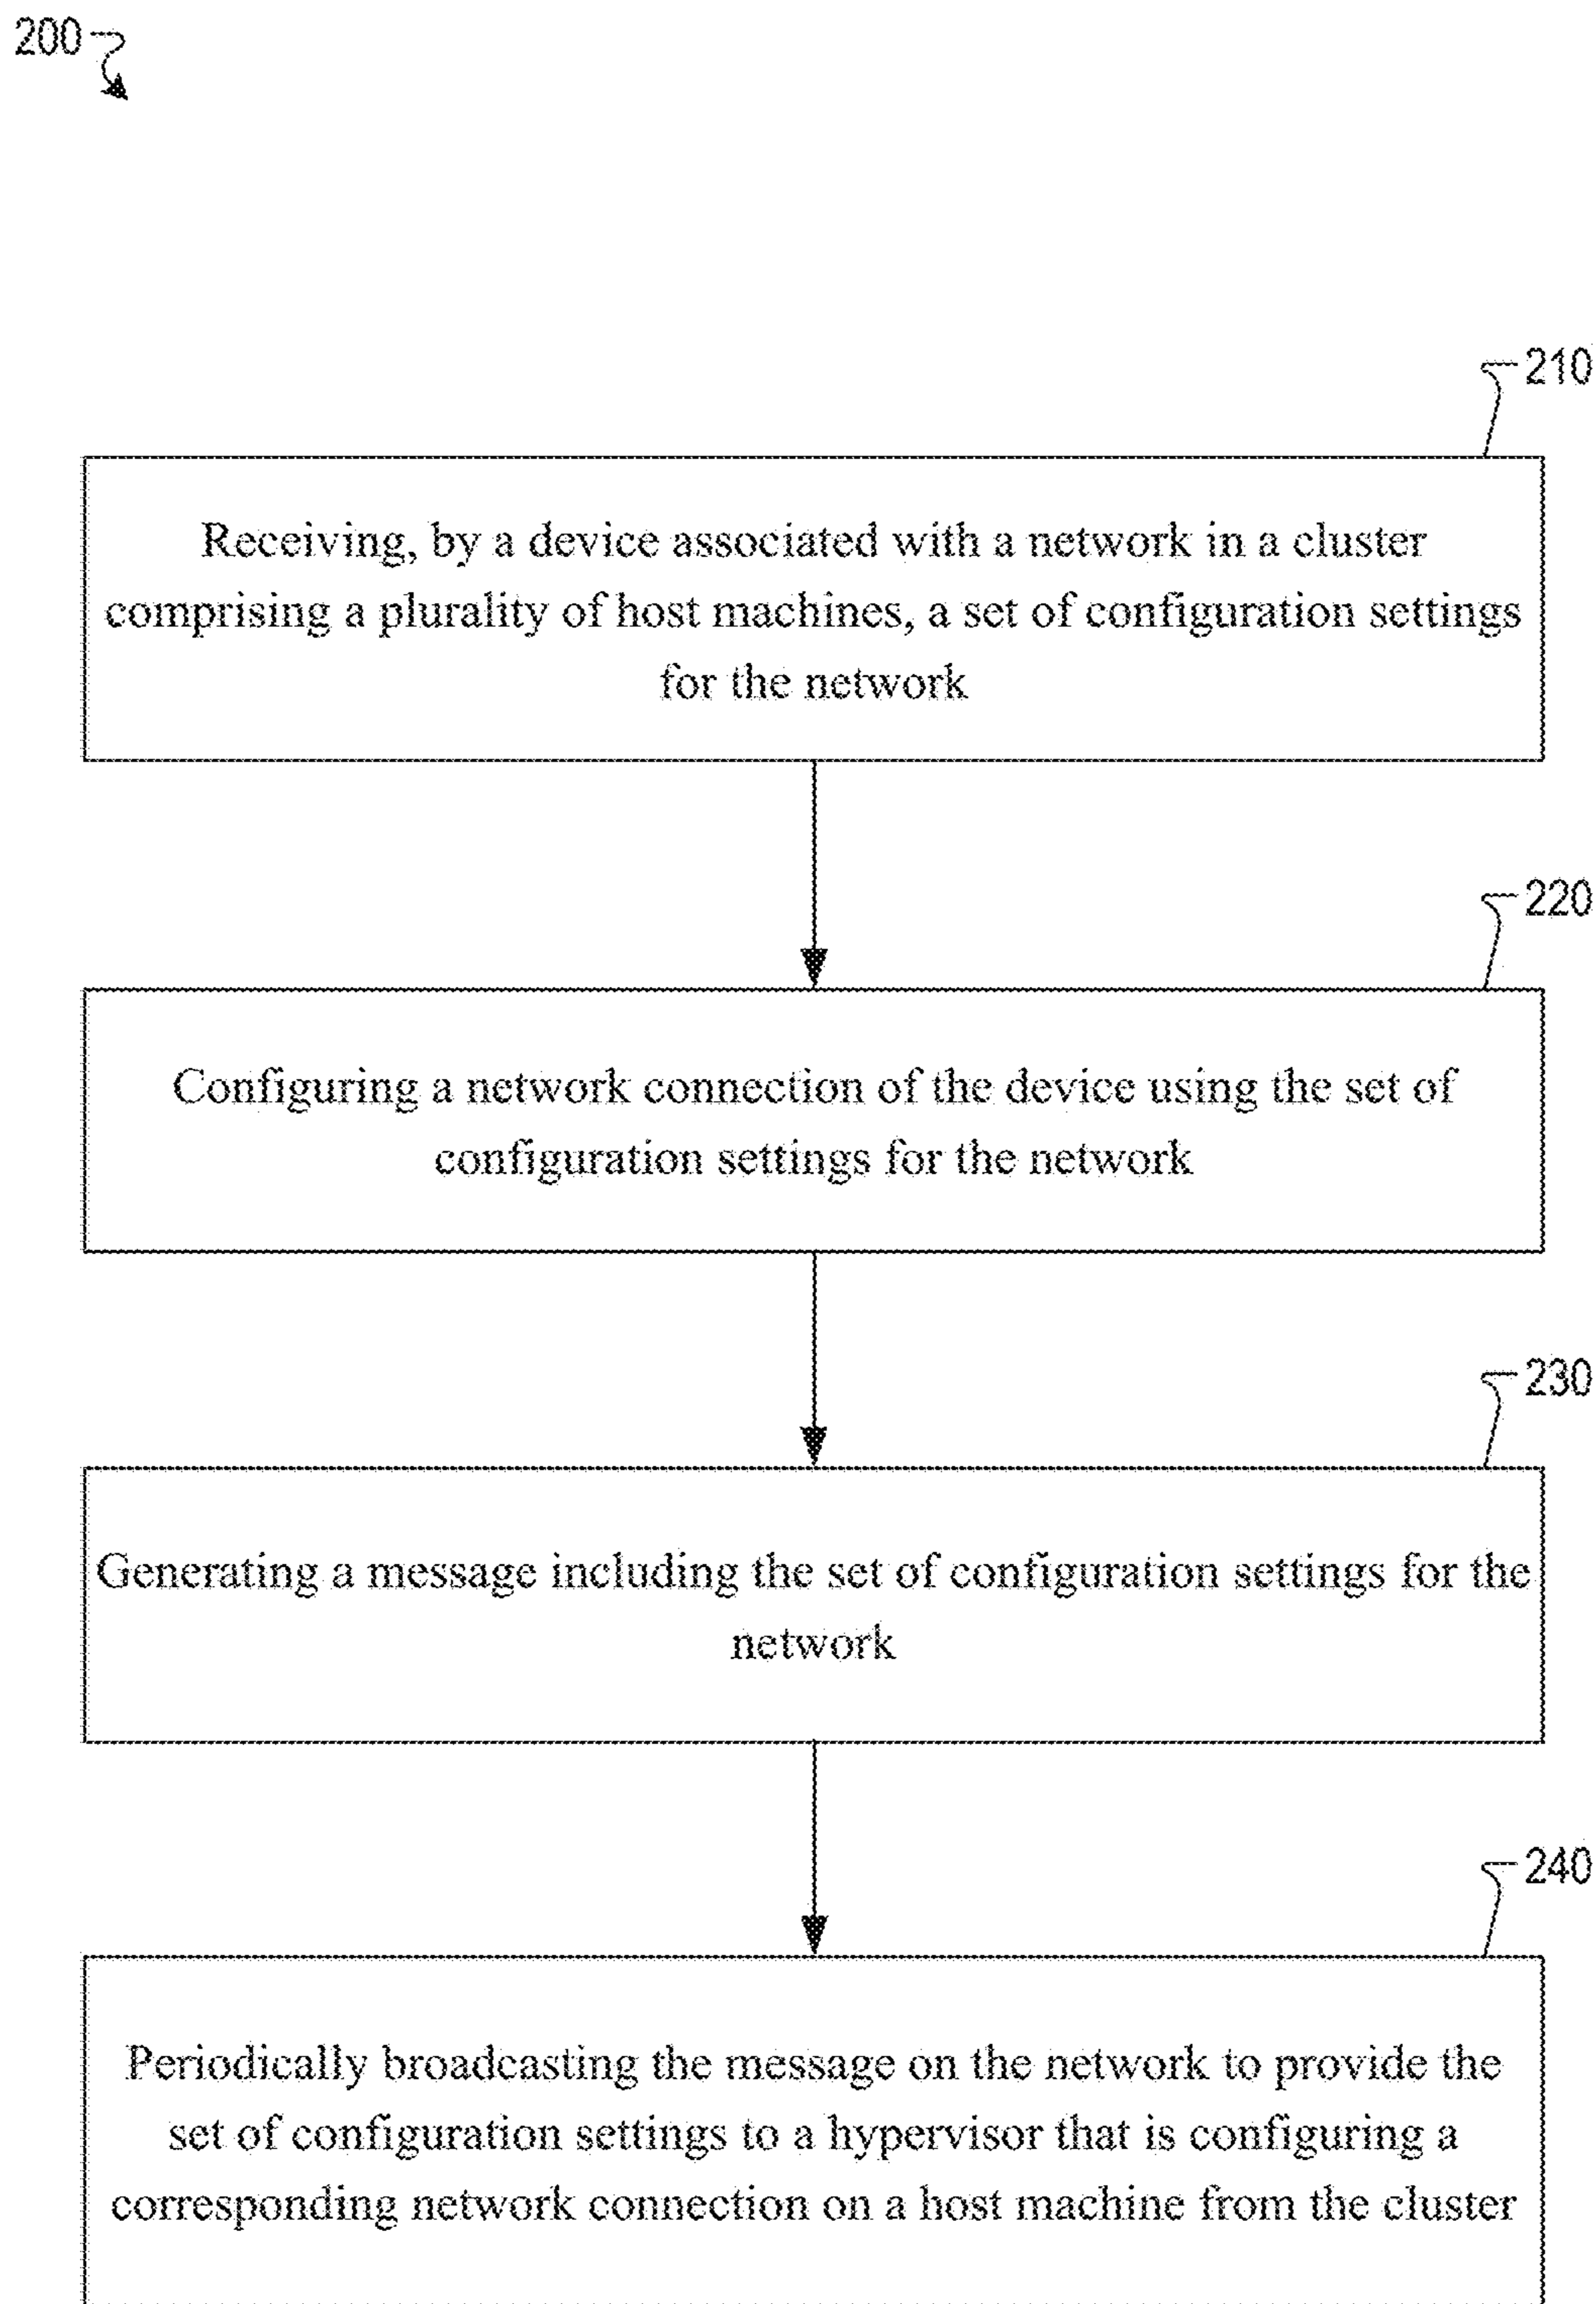 200
210
Receiving, by a device associated with a network in a cluster
comprising a plurality of host machines, a set of configuration settings
for the network
220
Configuring a network connection of the device using the set of
configuration settings for the network
230
Generating a message including the set of configuration settings for the
network
240
Periodically broadcasting the message on the network to provide the
set of configuration settings to a hypervisor that is configuring a
corresponding network connection on a host machine from the cluster